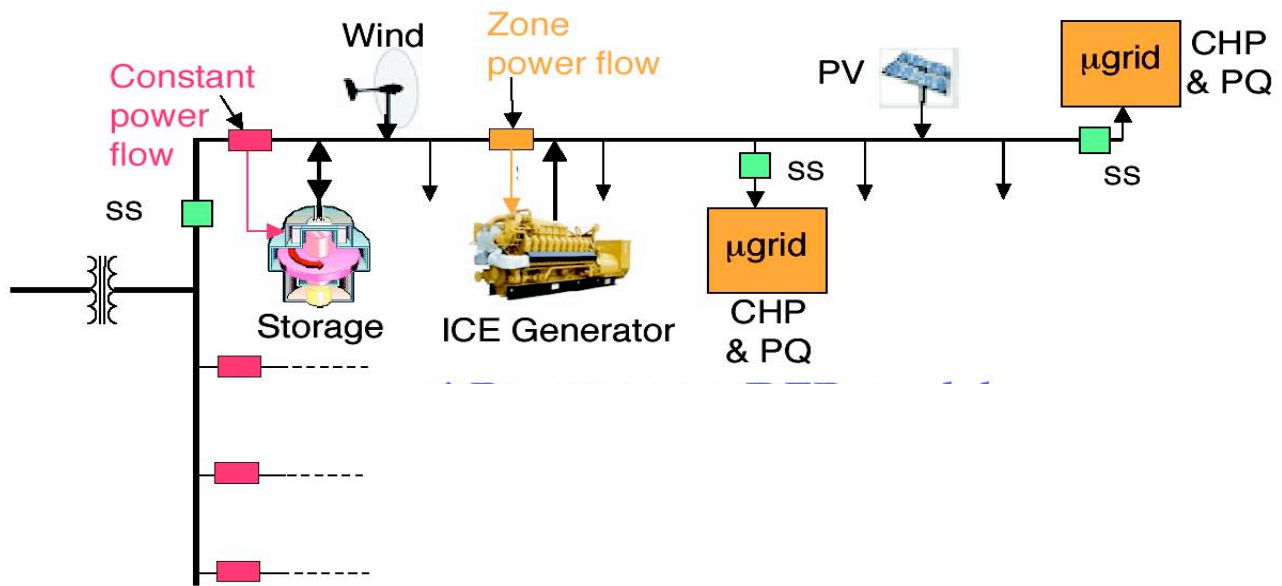 Wind
Zone
power flow
Constant
power
flow
PV
μgrid
CHP
& PQ
ss
ss
ss
μgrid
Storage
ICE Generator
CHP
& PQ